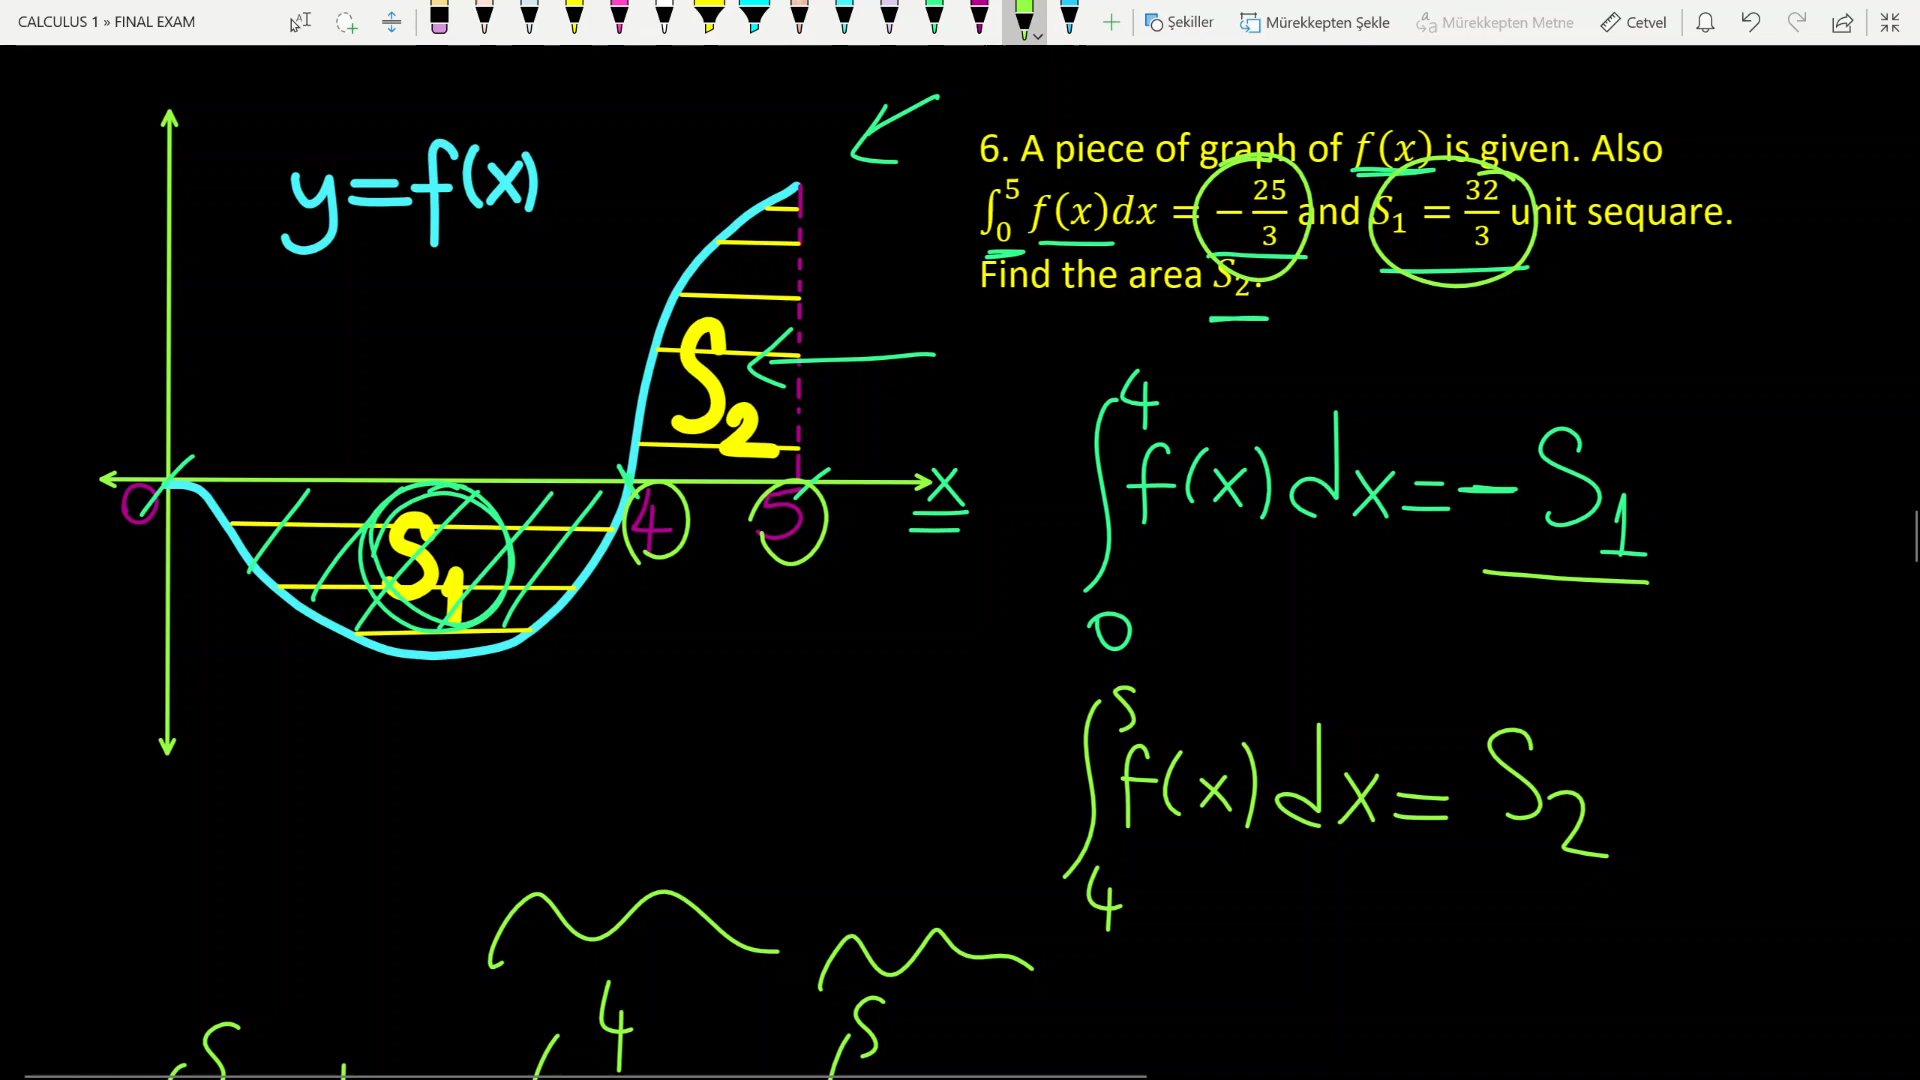 CALCULUS 1 » FINAL EXAM
Şekiller
Mürekkepten Şekle
Mürekkepten Metne
Cetvel
y=f(x)
6. A piece of graph of f(x) is given. Also
∫₀⁵ f(x)dx = −25/3 and S₁ = 32/3 unit sequare.
Find the area S₂.
S₂
0
S₁
4
5
x
∫₀⁴ f(x)dx = −S₁
∫₄⁵ f(x)dx = S₂
4
5
5